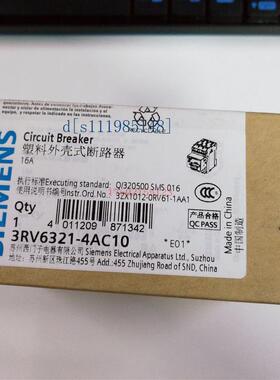 d[s111985198]
SIEMENS
Circuit Breaker
塑料外壳式断路器
16A
执行标准Executing standard: Q/320500 SMS 016
使用说明书编号Instr.Ord.No.: 3ZX1012-0RV61-1AA1
Qty
1
4 011209 871342
*E01*
产品合格
QC PASS
Made in China
中国制造
3RV6321-4AC10
苏州西门子电器有限公司 Siemens Electrical Apparatus Ltd., Suzhou
苏州新区珠江路455号 Add.:455 Zhujiang Road of SND, China